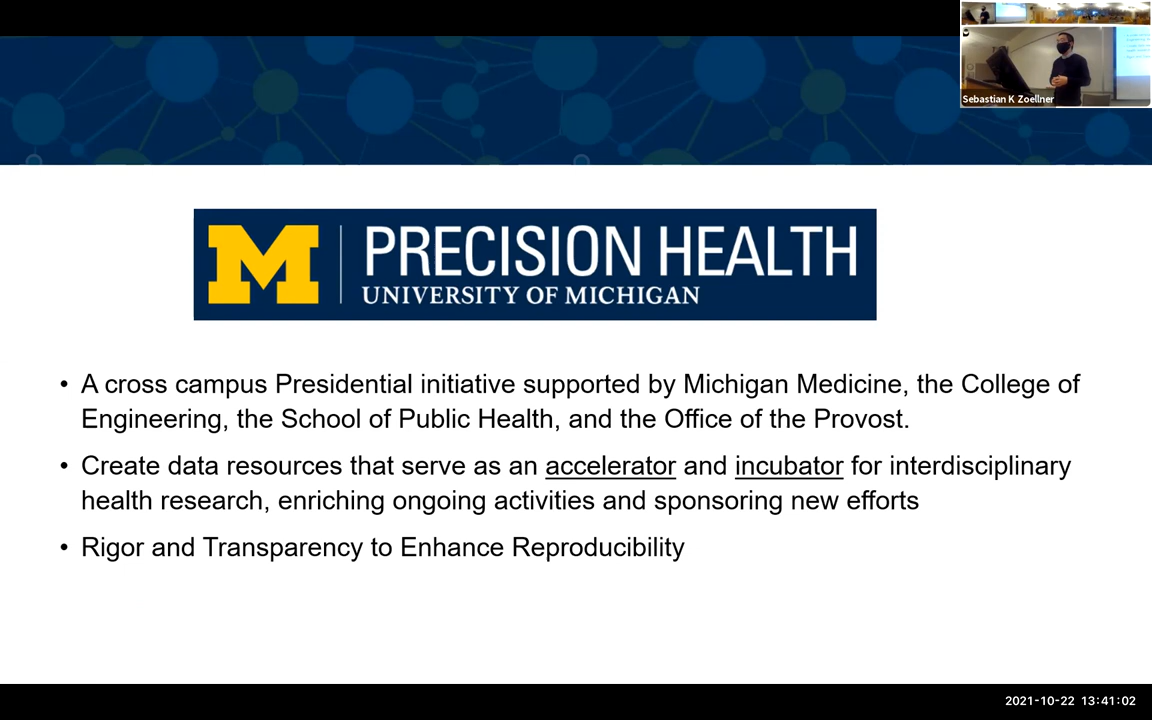 Sebastian K Zoellner
M PRECISION HEALTH
UNIVERSITY OF MICHIGAN
• A cross campus Presidential initiative supported by Michigan Medicine, the College of
Engineering, the School of Public Health, and the Office of the Provost.
• Create data resources that serve as an accelerator and incubator for interdisciplinary
health research, enriching ongoing activities and sponsoring new efforts
• Rigor and Transparency to Enhance Reproducibility
2021-10-22 13:41:02